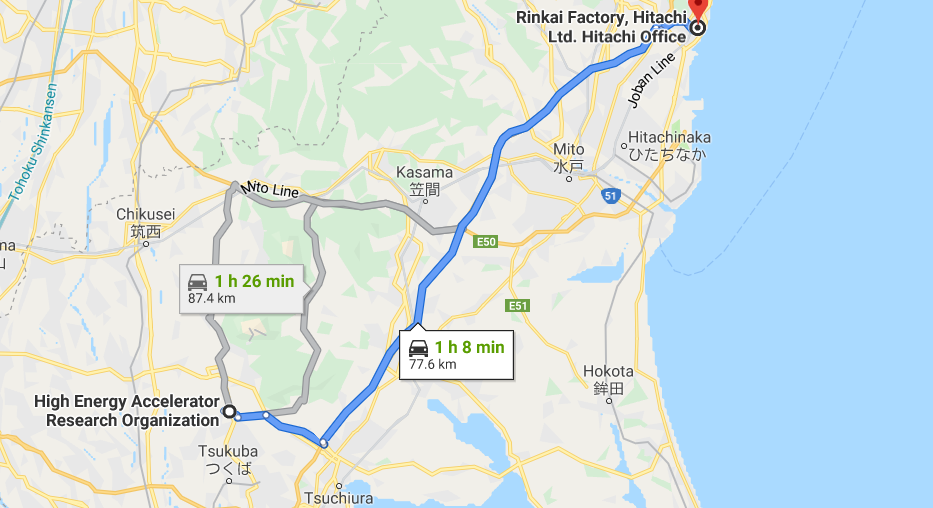 Rinkai Factory, Hitachi
Ltd. Hitachi Office
Joban Line
Tohoku Shinkansen
Hitachinaka
ひたちなか
Mito
水戸
Kasama
笠間
51
Mito Line
Chikusei
筑西
E50
ma
山
1 h 26 min
87.4 km
E51
1 h 8 min
77.6 km
Hokota
鉾田
High Energy Accelerator
Research Organization
Tsukuba
つくば
Tsuchiura